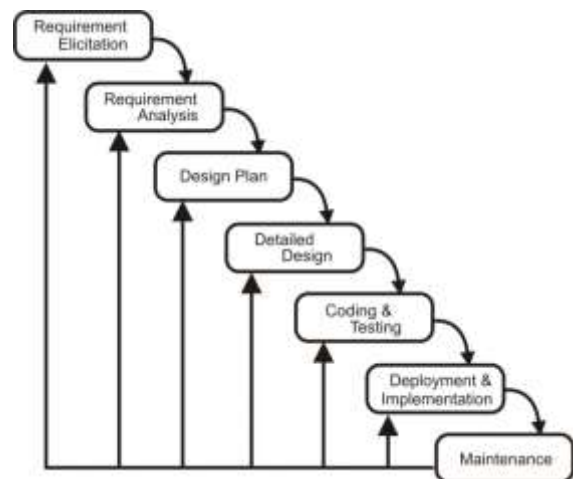 Requirement
Elicitation
Requirement
Analysis
Design Plan
Detailed
Design
Coding &
Testing
Deployment &
Implementation
Maintenance